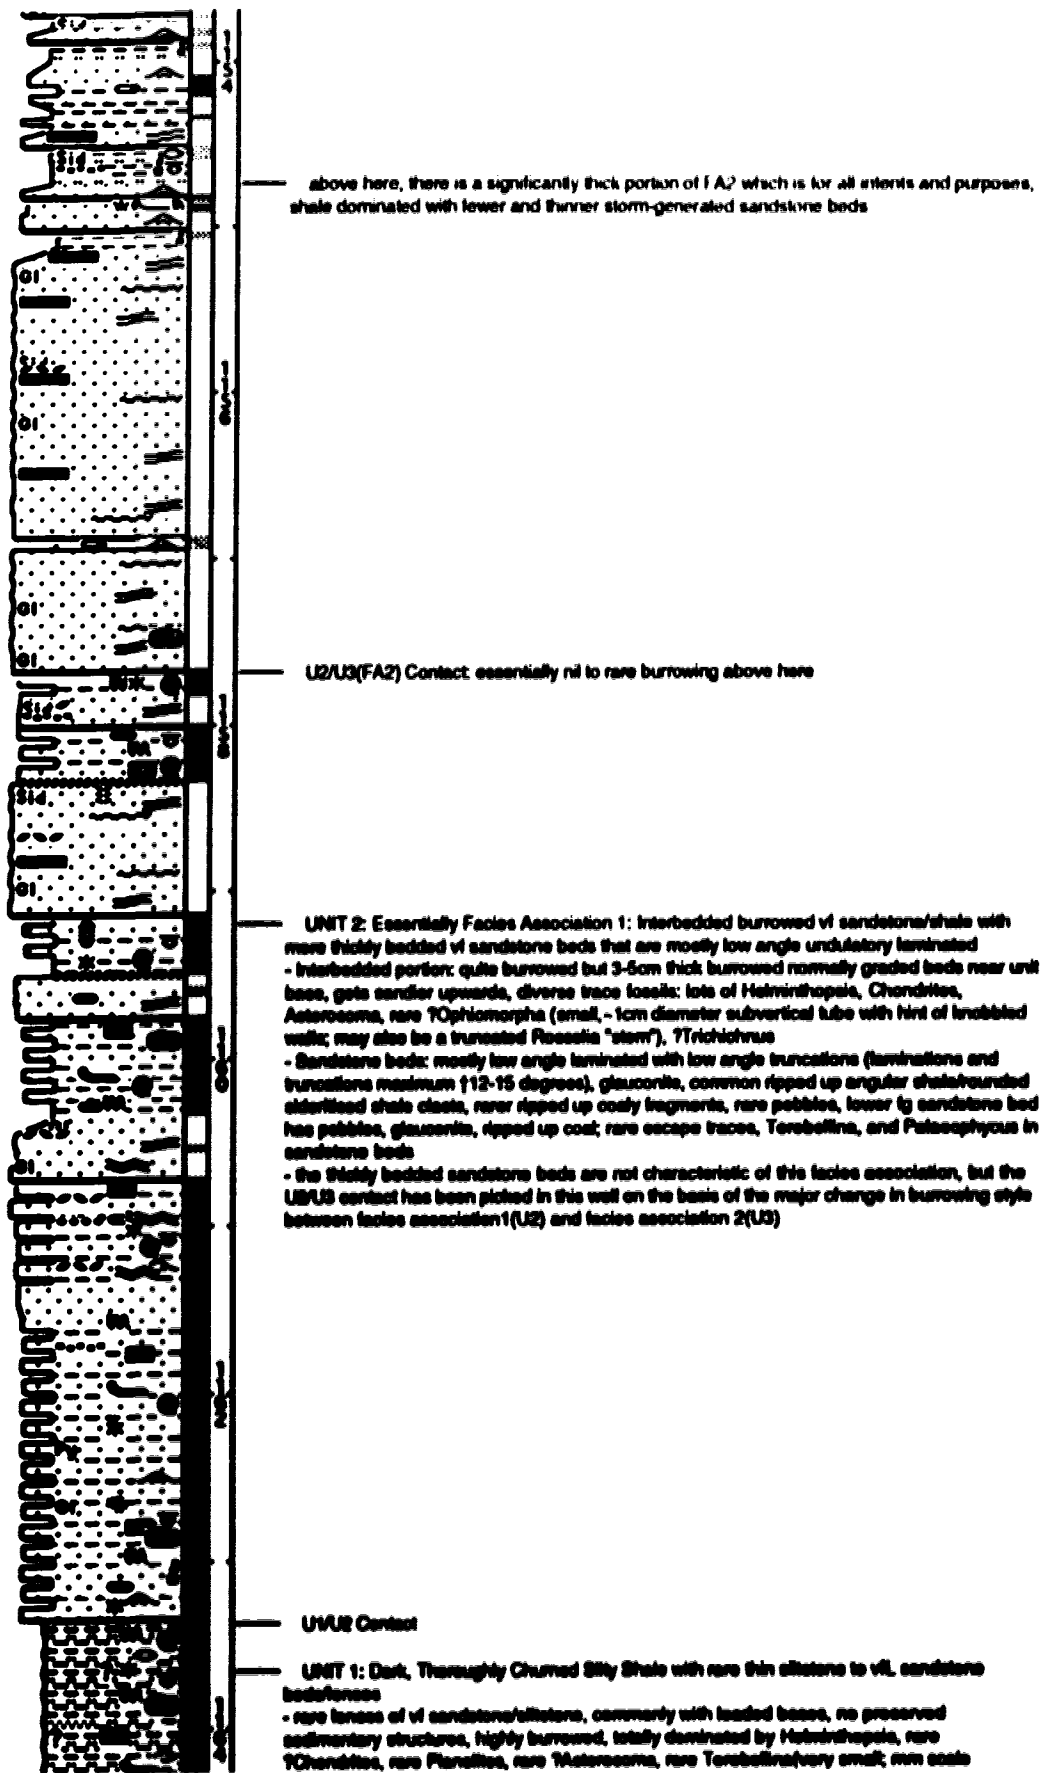 Sid
Sid
above here, there is a significantly thick portion of FA2 which is for all intents and purposes,
shale dominated with fewer and thinner storm-generated sandstone beds
Gl
Sid
Gl
Gl
Gl
U2/U3(FA2) Contact: essentially nil to rare burrowing above here
Sid
Sid
Gl
UNIT 2: Essentially Facies Association 1: Interbedded burrowed vf sandstone/shale with
more thickly bedded vf sandstone beds that are mostly low angle undulatory laminated
- Interbedded portion: quite burrowed but 3-5cm thick burrowed normally graded beds near unit
base, gets sandier upwards, diverse trace fossils: lots of Helminthopsis, Chondrites,
Asterosoma, rare ?Ophiomorpha (small, ~1cm diameter subvertical tube with hint of knobbled
walls; may also be a truncated Rosselia "stem"), ?Trichichnus
- Sandstone beds: mostly low angle laminated with low angle truncations (laminations and
truncations maximum †12-15 degrees), glauconite, common ripped up angular shale/rounded
sideritised shale clasts, rarer ripped up coaly fragments, rare pebbles, lower fg sandstone bed
has pebbles, glauconite, ripped up coal; rare escape traces, Terebellina, and Palaeophycus in
sandstone beds
- the thickly bedded sandstone beds are not characteristic of this facies association, but the
U2/U3 contact has been picked in this well on the basis of the major change in burrowing style
between facies association1(U2) and facies association 2(U3)
Gl
U1/U2 Contact
UNIT 1: Dark, Thoroughly Churned Silty Shale with rare thin siltstone to vfL sandstone
beds/lenses
- rare lenses of vf sandstone/siltstone, commonly with loaded bases, no preserved
sedimentary structures, highly burrowed, totally dominated by Helminthopsis, rare
?Chondrites, rare Planolites, rare ?Asterosoma, rare Terebellina/very small; mm scale